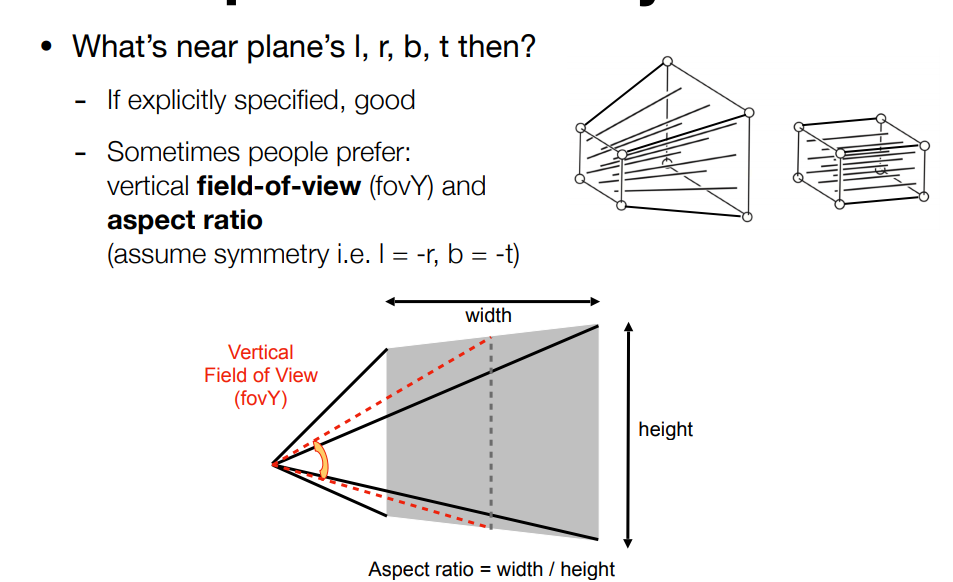 • What's near plane's l, r, b, t then?
- If explicitly specified, good
- Sometimes people prefer:
vertical field-of-view (fovY) and
aspect ratio
(assume symmetry i.e. l = -r, b = -t)
width
Vertical
Field of View
(fovY)
height
Aspect ratio = width / height